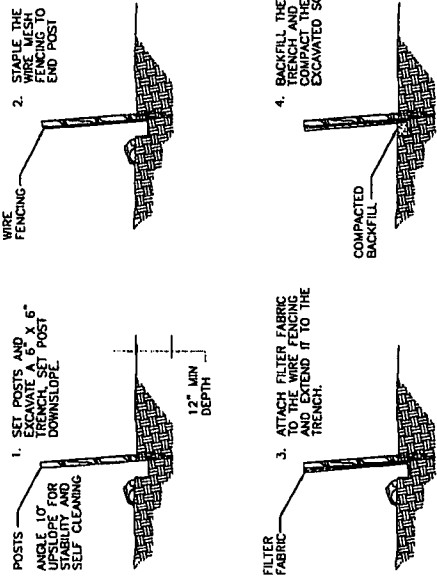 POSTS
ANGLE 10°
UPSLOPE FOR
STABILITY AND
SELF CLEANING
1. SET POSTS AND
EXCAVATE A 6" X 6"
TRENCH, SET POST
DOWNSLOPE.
12" MIN
DEPTH
WIRE
FENCING
2. STAPLE THE
WIRE MESH
FENCING TO
END POST
FILTER
FABRIC
3. ATTACH FILTER FABRIC
TO THE WIRE FENCING
AND EXTEND IT TO THE
TRENCH.
COMPACTED
BACKFILL
4. BACKFILL THE
TRENCH AND
COMPACT THE
EXCAVATED SO